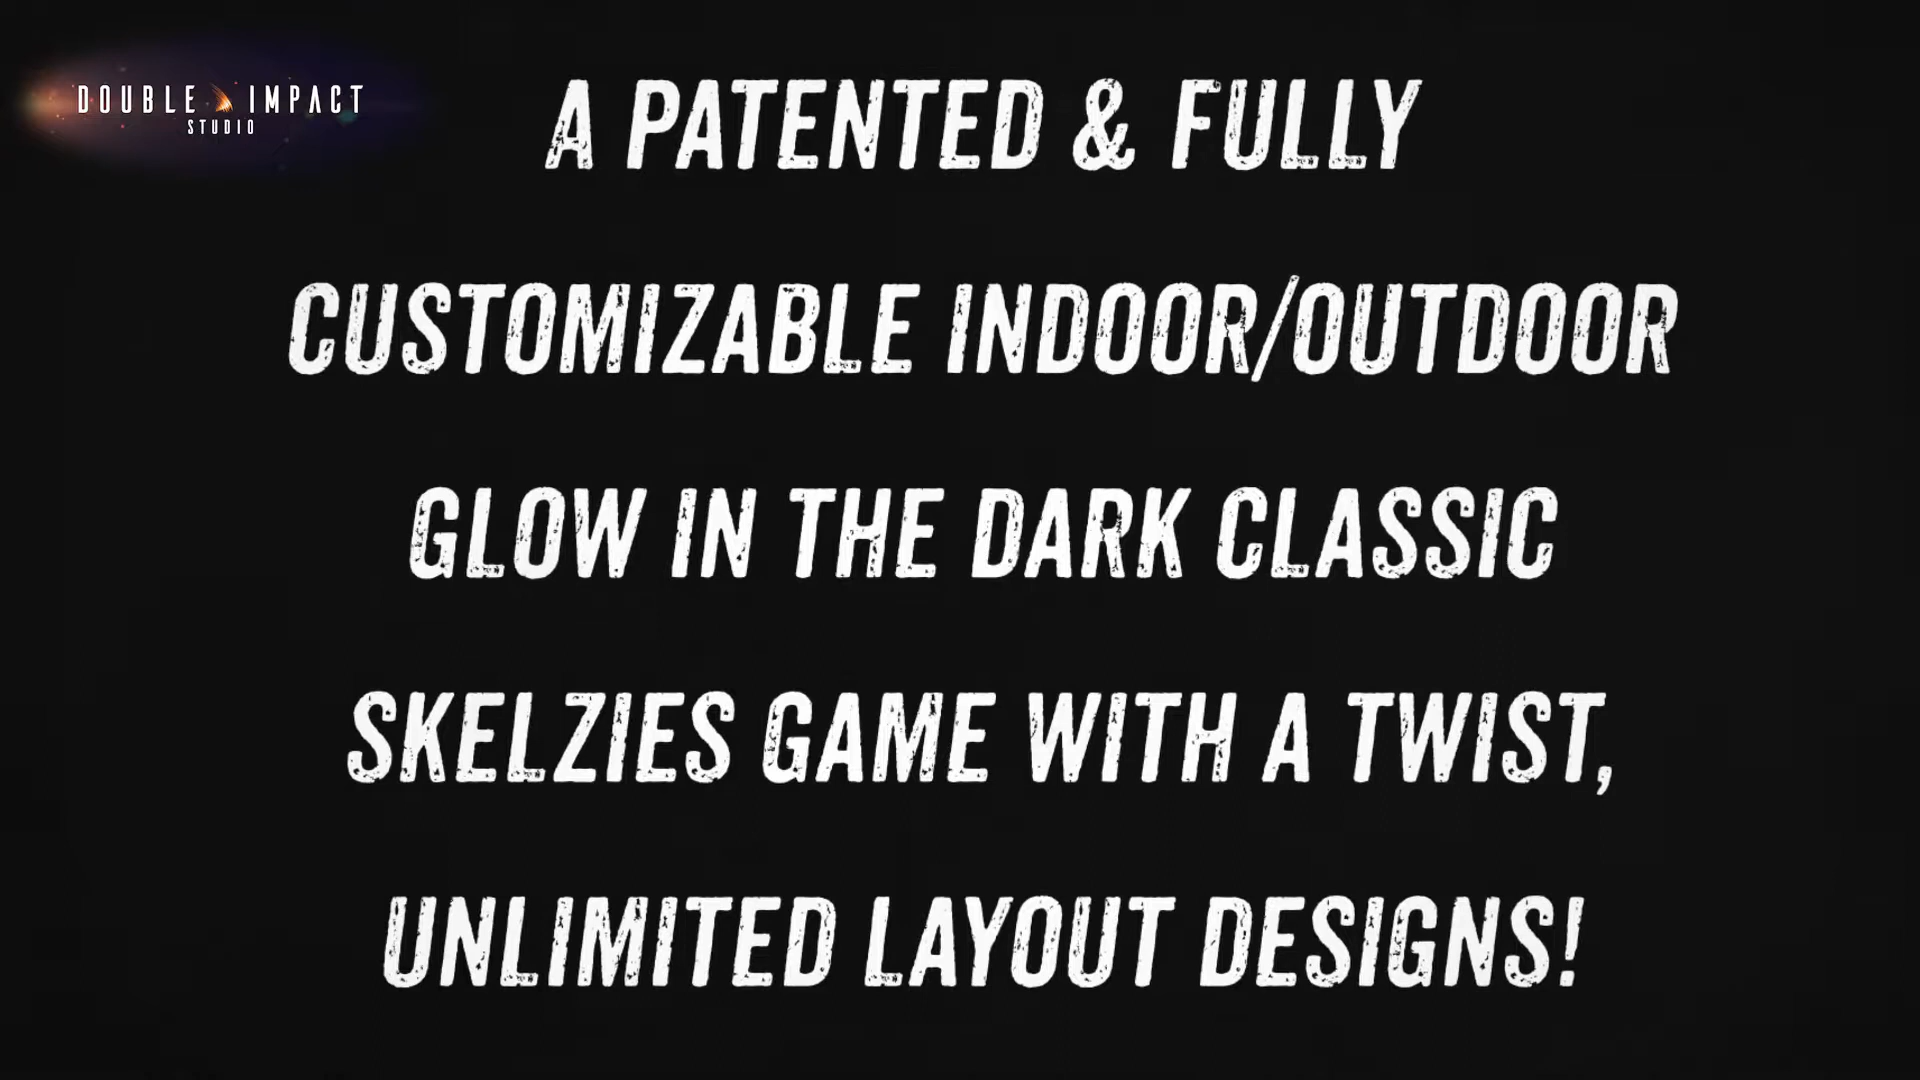 DOUBLE IMPACT
STUDIO
A PATENTED & FULLY
CUSTOMIZABLE INDOOR/OUTDOOR
GLOW IN THE DARK CLASSIC
SKELZIES GAME WITH A TWIST,
UNLIMITED LAYOUT DESIGNS!